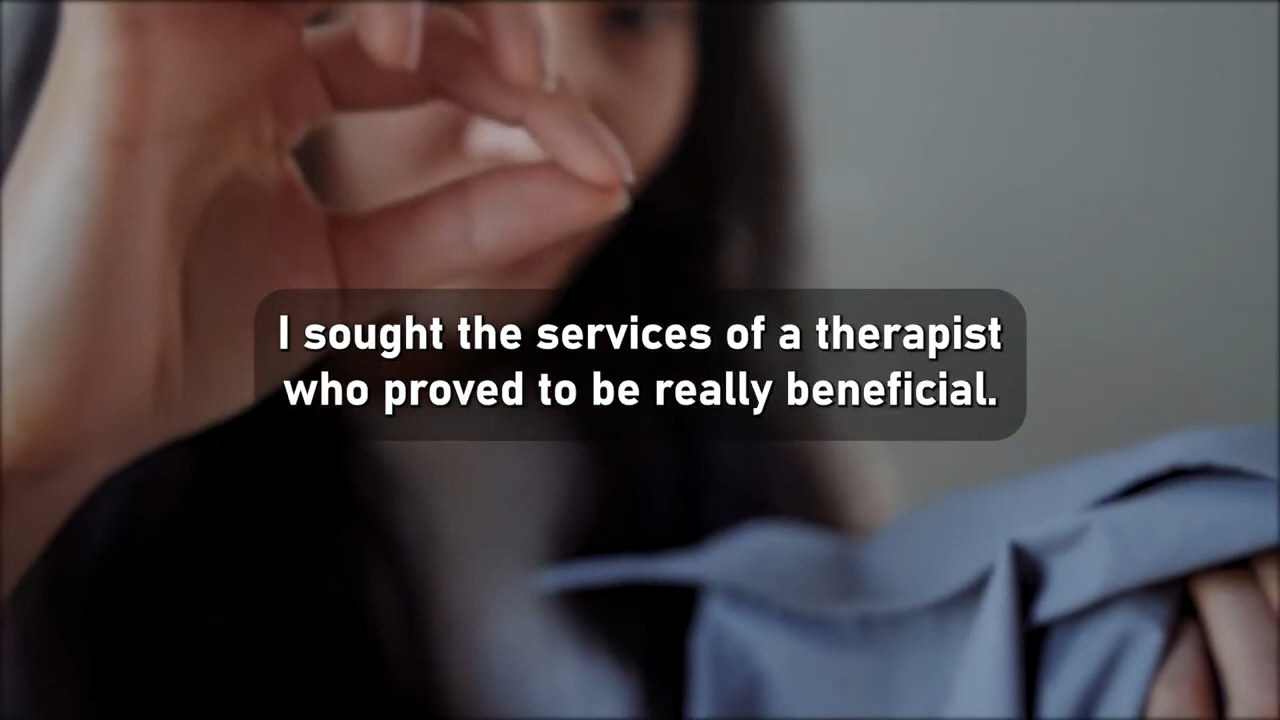 I sought the services of a therapist
who proved to be really beneficial.